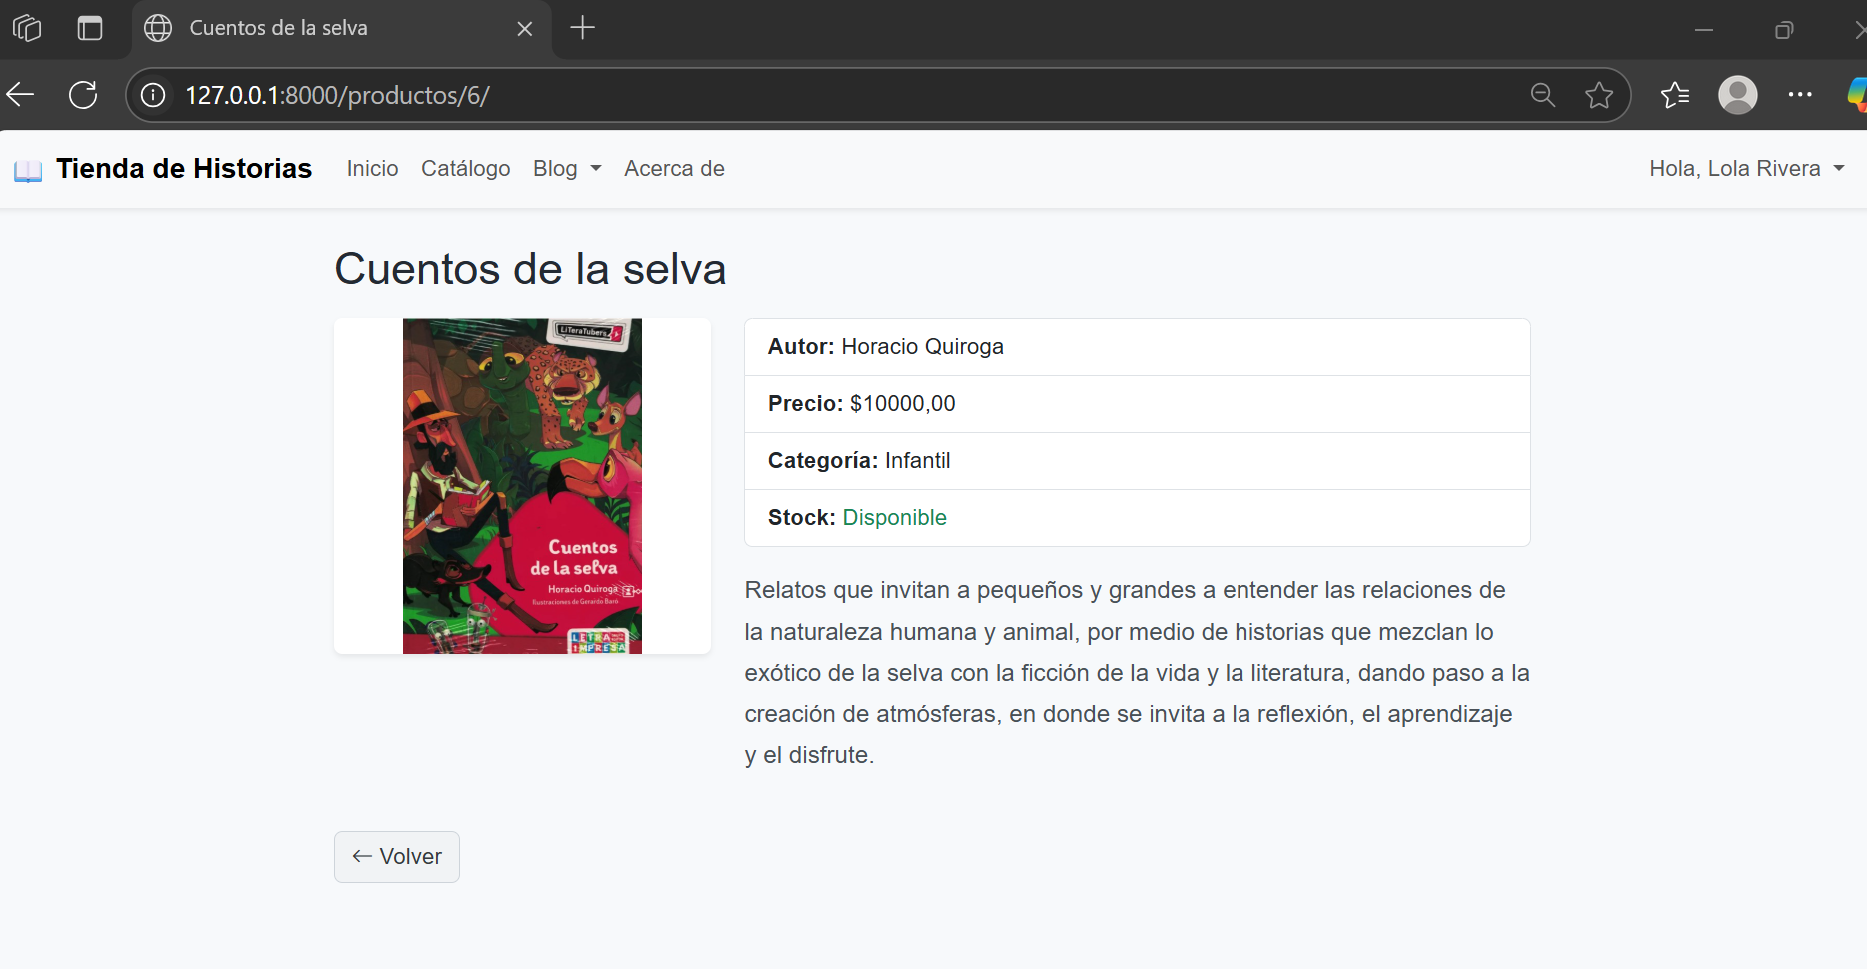 Cuentos de la selva
127.0.0.1:8000/productos/6/
Tienda de Historias Inicio Catálogo Blog Acerca de Hola, Lola Rivera
Cuentos de la selva
LiTeraTubers
Cuentos
de la selva
Horacio Quiroga
Ilustraciones de Gerardo Baró
LETRA
IMPRESA
Autor: Horacio Quiroga
Precio: $10000,00
Categoría: Infantil
Stock: Disponible
Relatos que invitan a pequeños y grandes a entender las relaciones de
la naturaleza humana y animal, por medio de historias que mezclan lo
exótico de la selva con la ficción de la vida y la literatura, dando paso a la
creación de atmósferas, en donde se invita a la reflexión, el aprendizaje
y el disfrute.
← Volver